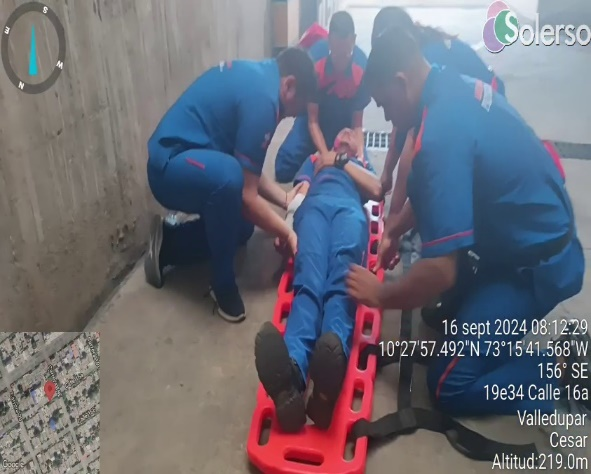 Solerso
N
E
S
W
16 sept 2024 08:12:29
10°27'57.492"N 73°15'41.568"W
156° SE
19e34 Calle 16a
Valledupar
Cesar
Altitud:219.0m
Google